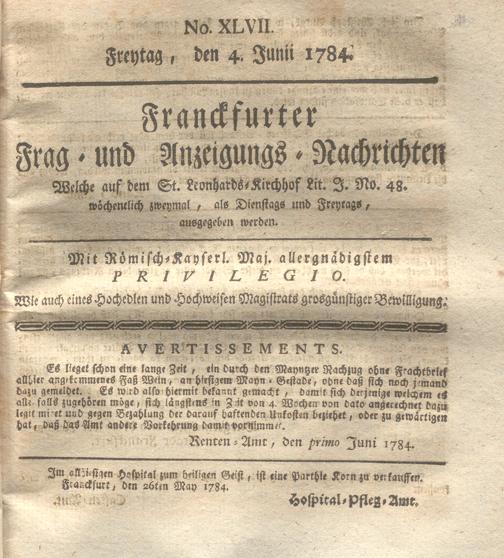 No. XLVII.
Freytag, den 4. Junii 1784.
Franckfurter
Frag - und Anzeigungs - Nachrichten
Welche auf dem St. Leonhards-Kirchhof Lit. J. No. 48.
wöchentlich zweymal, als Dienstags und Freytags,
ausgegeben werden.
Mit Römisch-Kayserl. Maj. allergnädigstem
PRIVILEGIO.
Wie auch eines Hochedlen und Hochweisen Magistrats grosgünstiger Bewilligung.
AVERTISSEMENTS.
Es lieget schon eine lange Zeit, ein durch den Mayntzer Nachzug ohne Frachtbrief
allhier angekommenes Faß Wein, an hiesigem Mayn-Gestade, ohne daß sich noch jemand
dazu gemeldet. Es wird also hiermit bekannt gemacht, damit sich derjenige welchem es
allenfalls zugehören möge, sich längstens in Zeit von 4. Wochen von dato angerechnet dazu
legitimiret und gegen Bezahlung der darauf haftenden Unkosten beziehet, oder zu gewärtigen
hat, daß das Amt andere Vorkehrung damit vornimmet.
Renten-Amt, den primo Juni 1784.
Im allhiesigen Hospital zum heiligen Geist, ist eine Parthie Korn zu verkauffen.
Franckfurt, den 26ten May 1784.
Hospital-Pfleg-Amt.